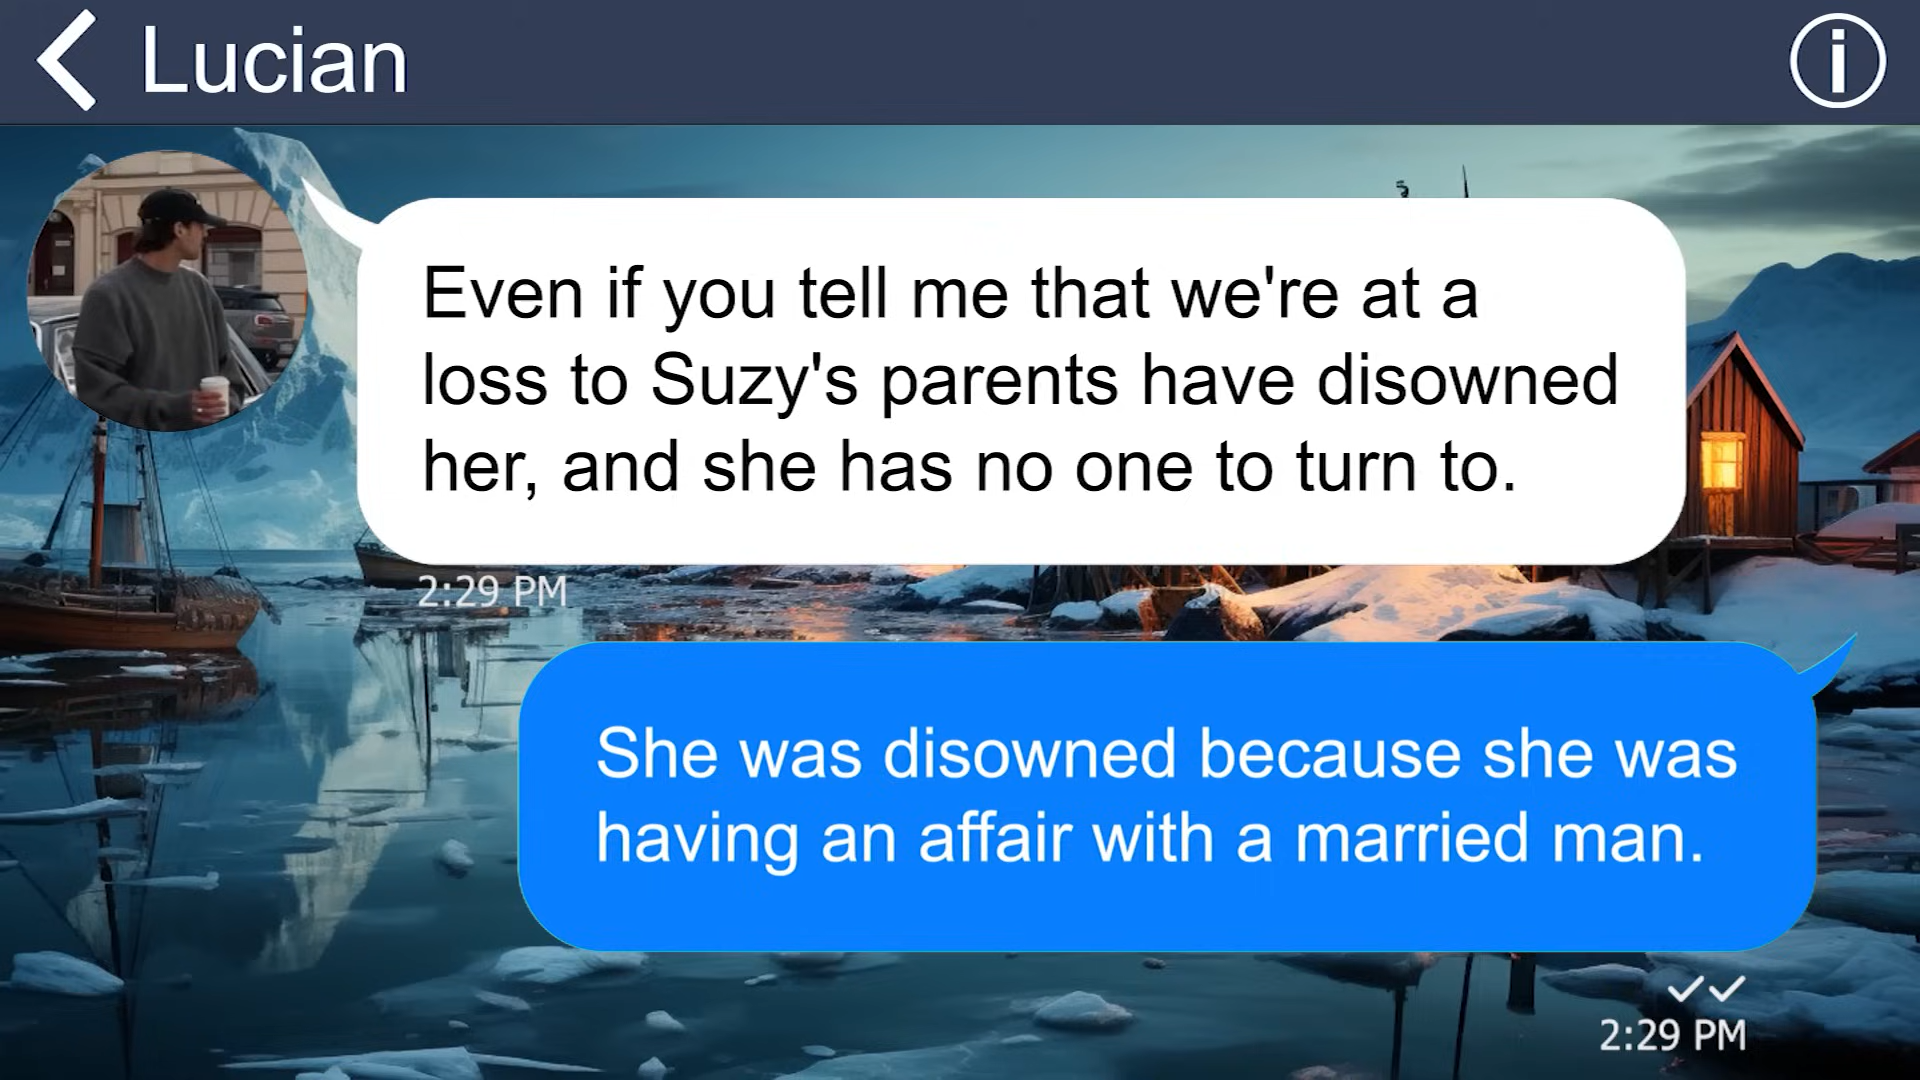 Lucian
Even if you tell me that we're at a
loss to Suzy's parents have disowned
her, and she has no one to turn to.
2:29 PM
She was disowned because she was
having an affair with a married man.
2:29 PM